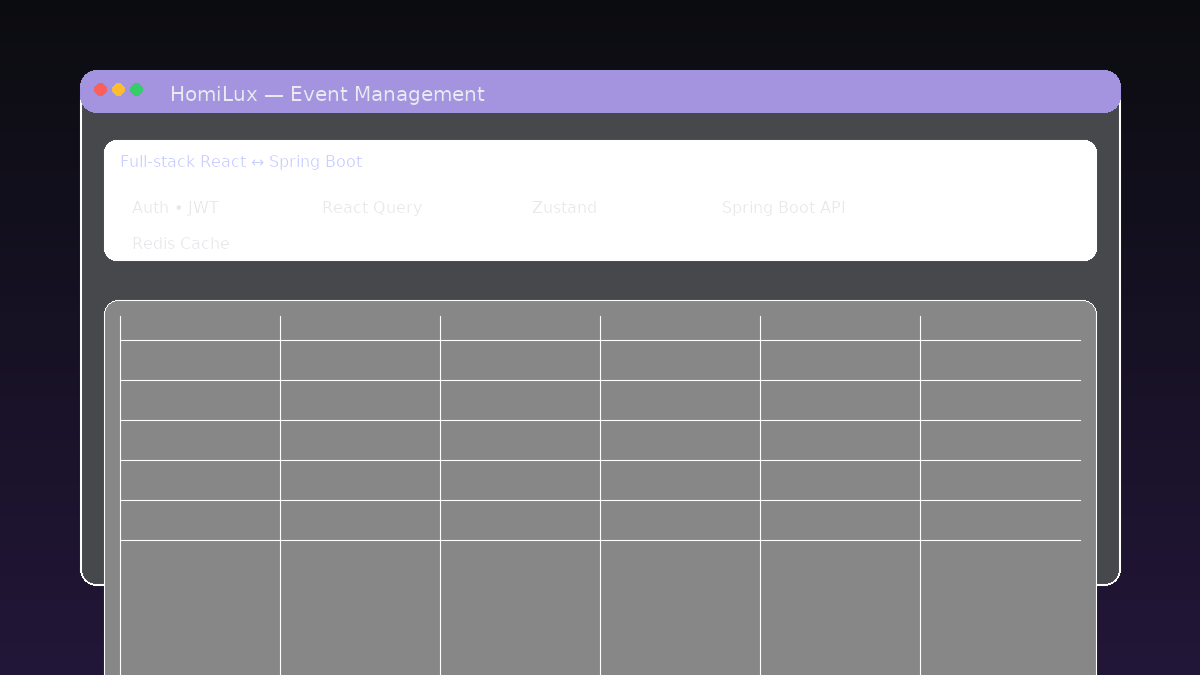 HomiLux — Event Management
Full-stack React ↔ Spring Boot
Auth • JWT React Query Zustand Spring Boot API
Redis Cache